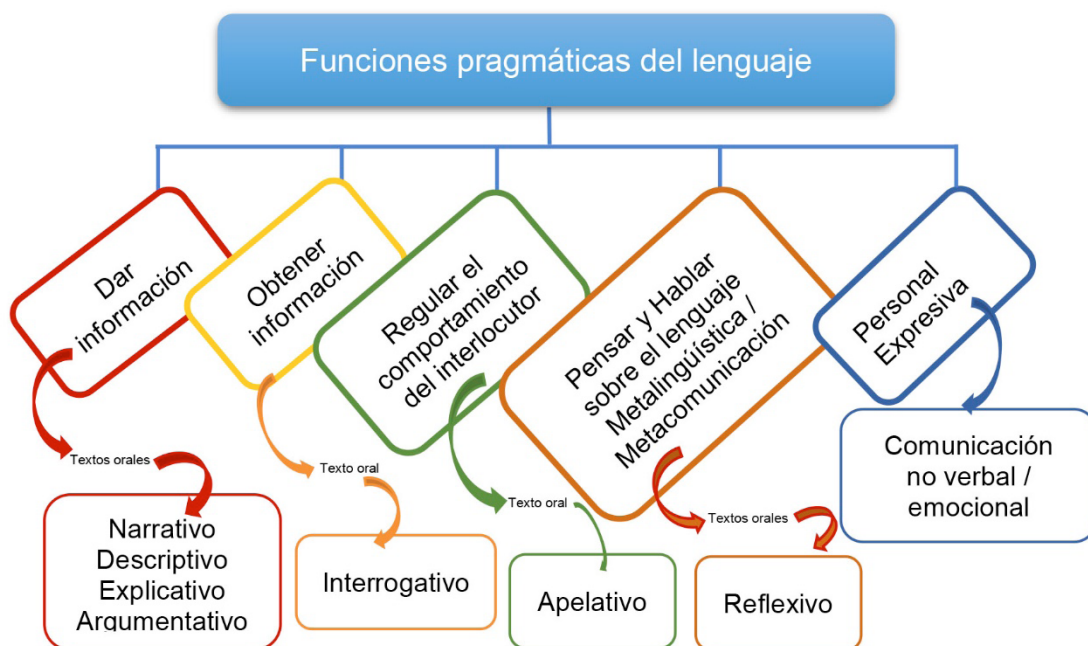 Funciones pragmáticas del lenguaje
Dar
información
Obtener
información
Regular el
comportamiento
del interlocutor
Pensar y Hablar
sobre el lenguaje
Metalingüística /
Metacomunicación
Personal
Expresiva
Textos orales
Texto oral
Texto oral
Textos orales
Narrativo
Descriptivo
Explicativo
Argumentativo
Interrogativo
Apelativo
Reflexivo
Comunicación
no verbal /
emocional